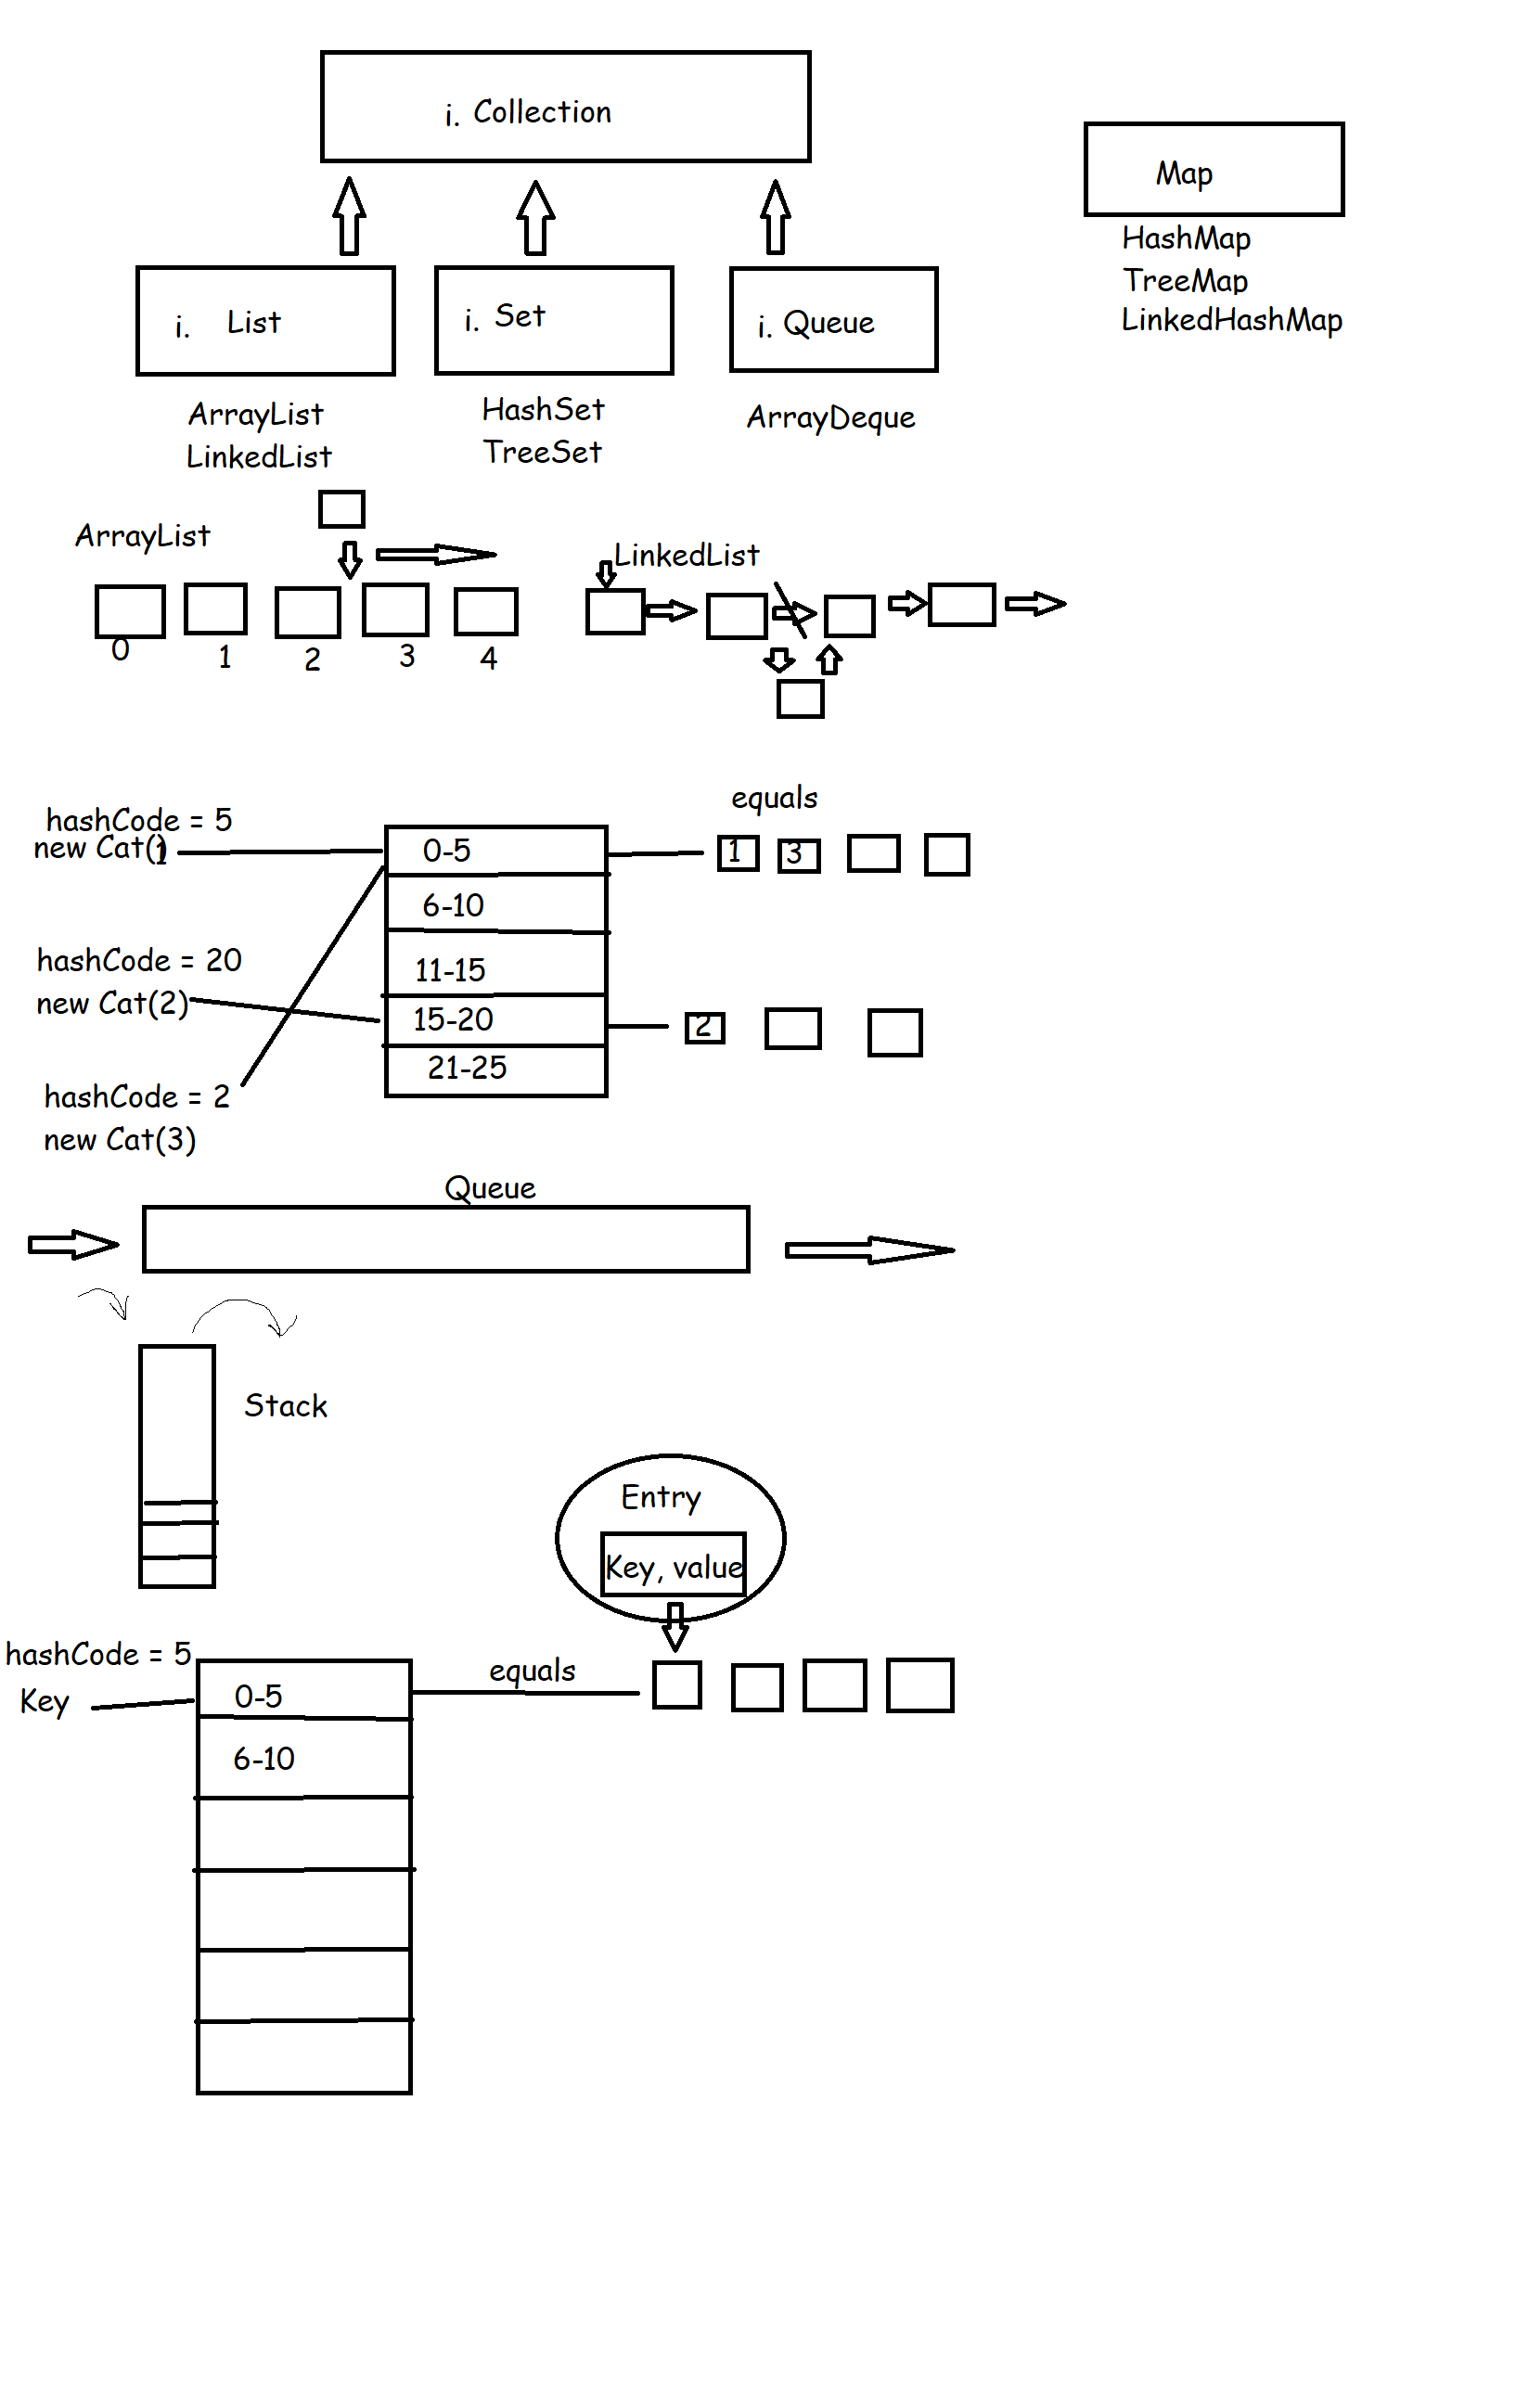 i. Collection
Map
HashMap
TreeMap
LinkedHashMap
i. List
i. Set
i. Queue
ArrayList
LinkedList
HashSet
TreeSet
ArrayDeque
ArrayList
LinkedList
0 1 2 3 4
equals
hashCode = 5
new Cat()
1
0-5
1 3
6-10
hashCode = 20
new Cat(2)
11-15
15-20
2
21-25
hashCode = 2
new Cat(3)
Queue
Stack
Entry
Key, value
hashCode = 5
Key
0-5
equals
6-10